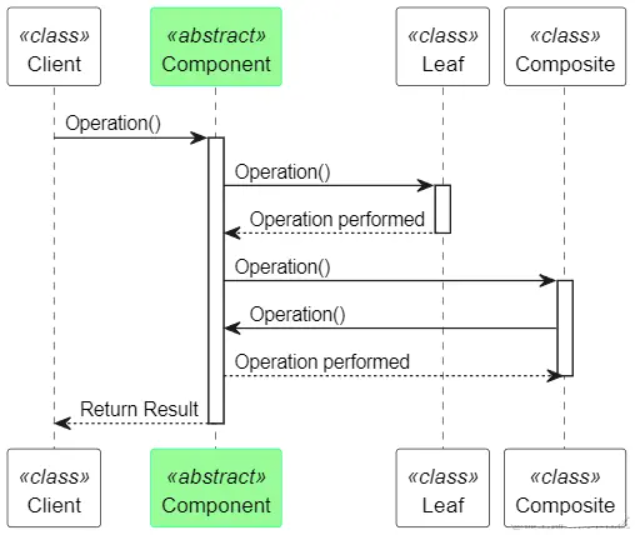 «class»
Client
«abstract»
Component
«class»
Leaf
«class»
Composite
Operation()
Operation()
Operation performed
Operation()
Operation()
Operation performed
Return Result
«class»
Client
«abstract»
Component
«class»
Leaf
«class»
Composite